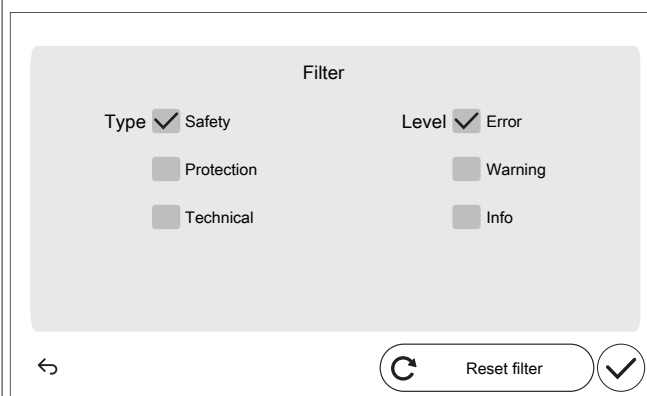 Filter
Type Safety Level Error
Protection Warning
Technical Info
Reset filter